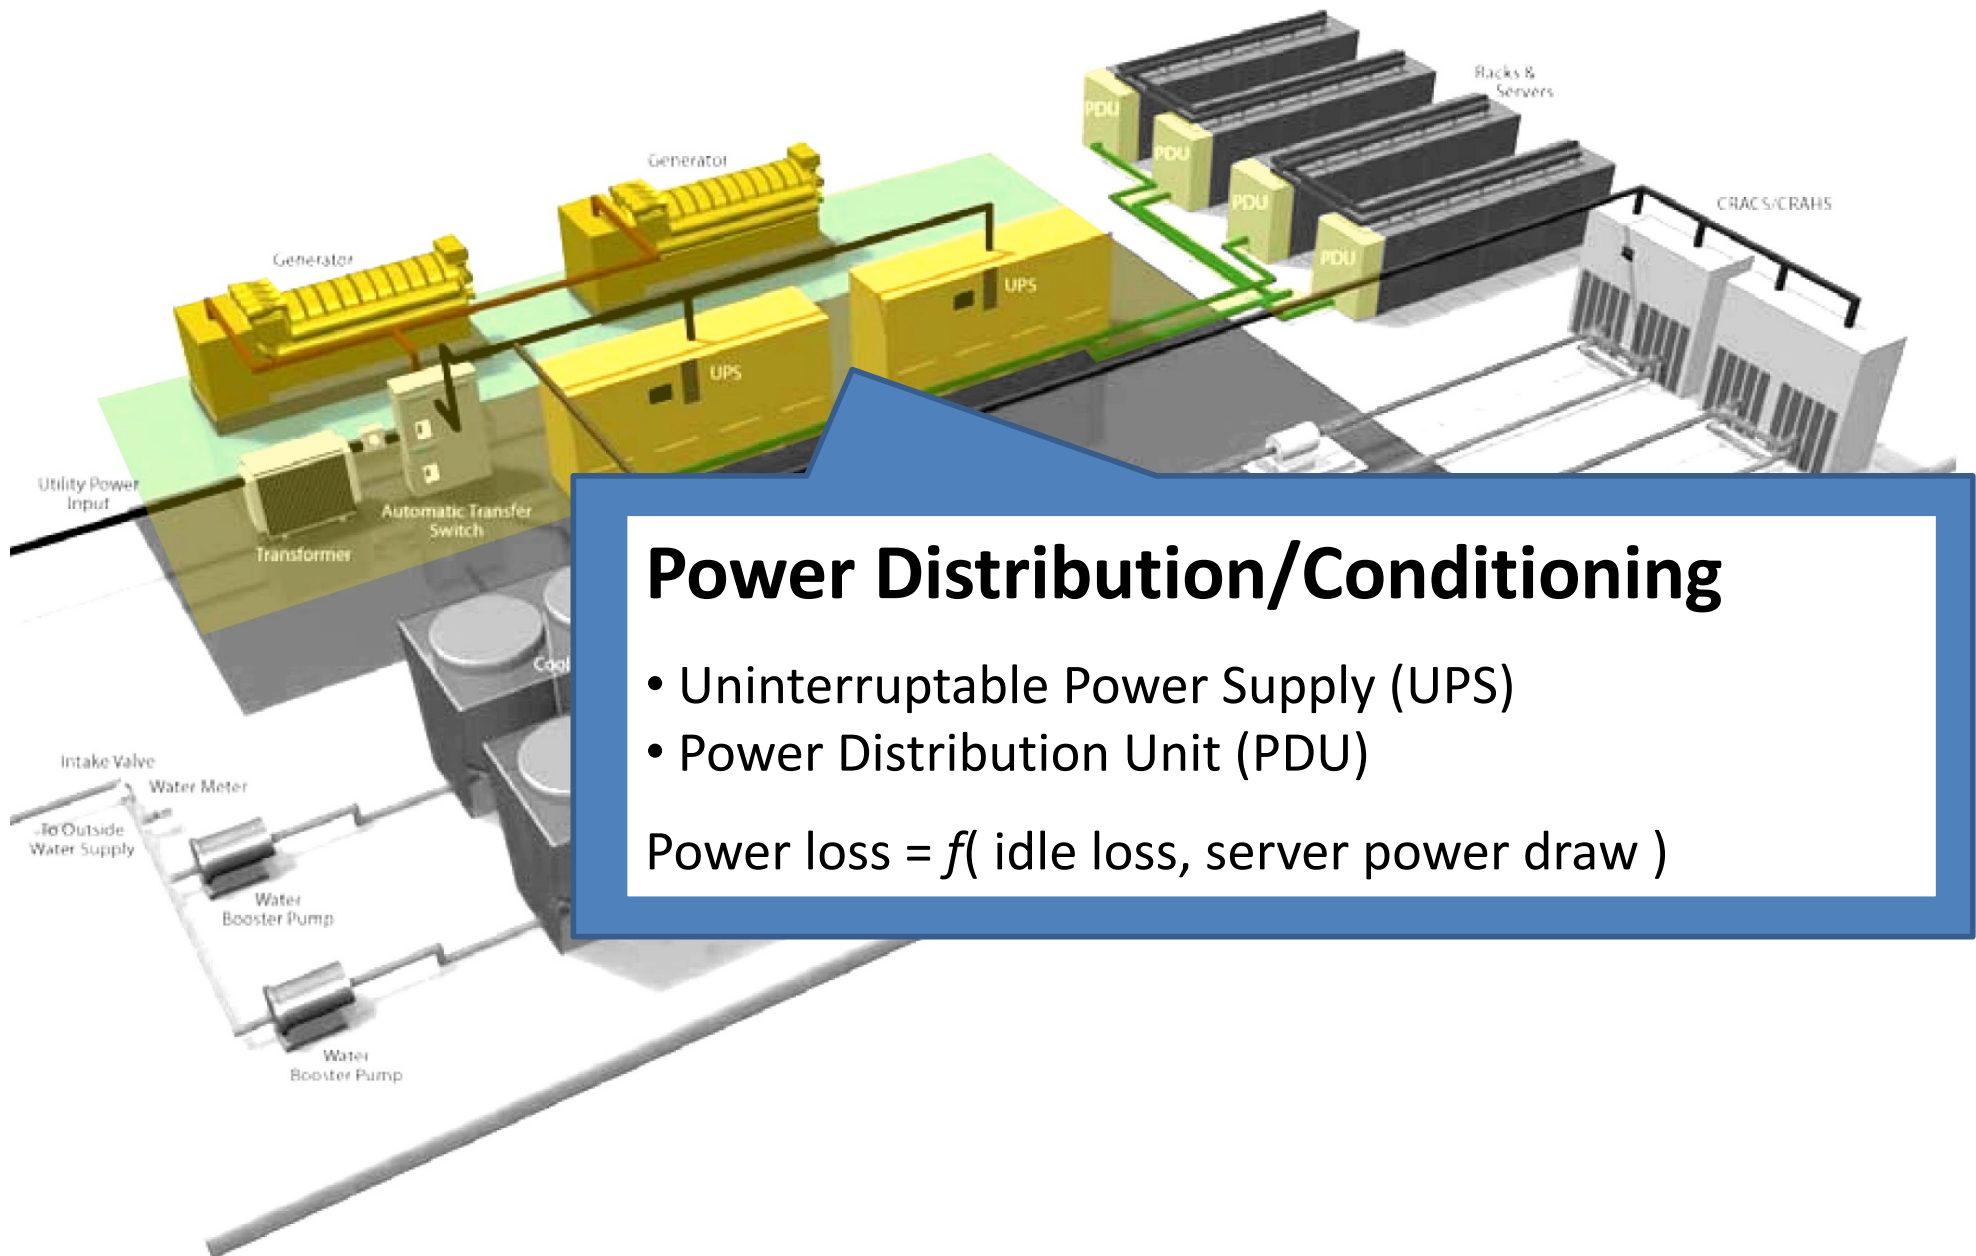 Racks &
Servers
PDU
PDU
PDU
PDU
Generator
Generator
CRACS/CRAHS
UPS
UPS
Utility Power
Input
Automatic Transfer
Switch
Transformer
Power Distribution/Conditioning
• Uninterruptable Power Supply (UPS)
• Power Distribution Unit (PDU)
Power loss = f( idle loss, server power draw )
Intake Valve
Water Meter
To Outside
Water Supply
Water
Booster Pump
Water
Booster Pump